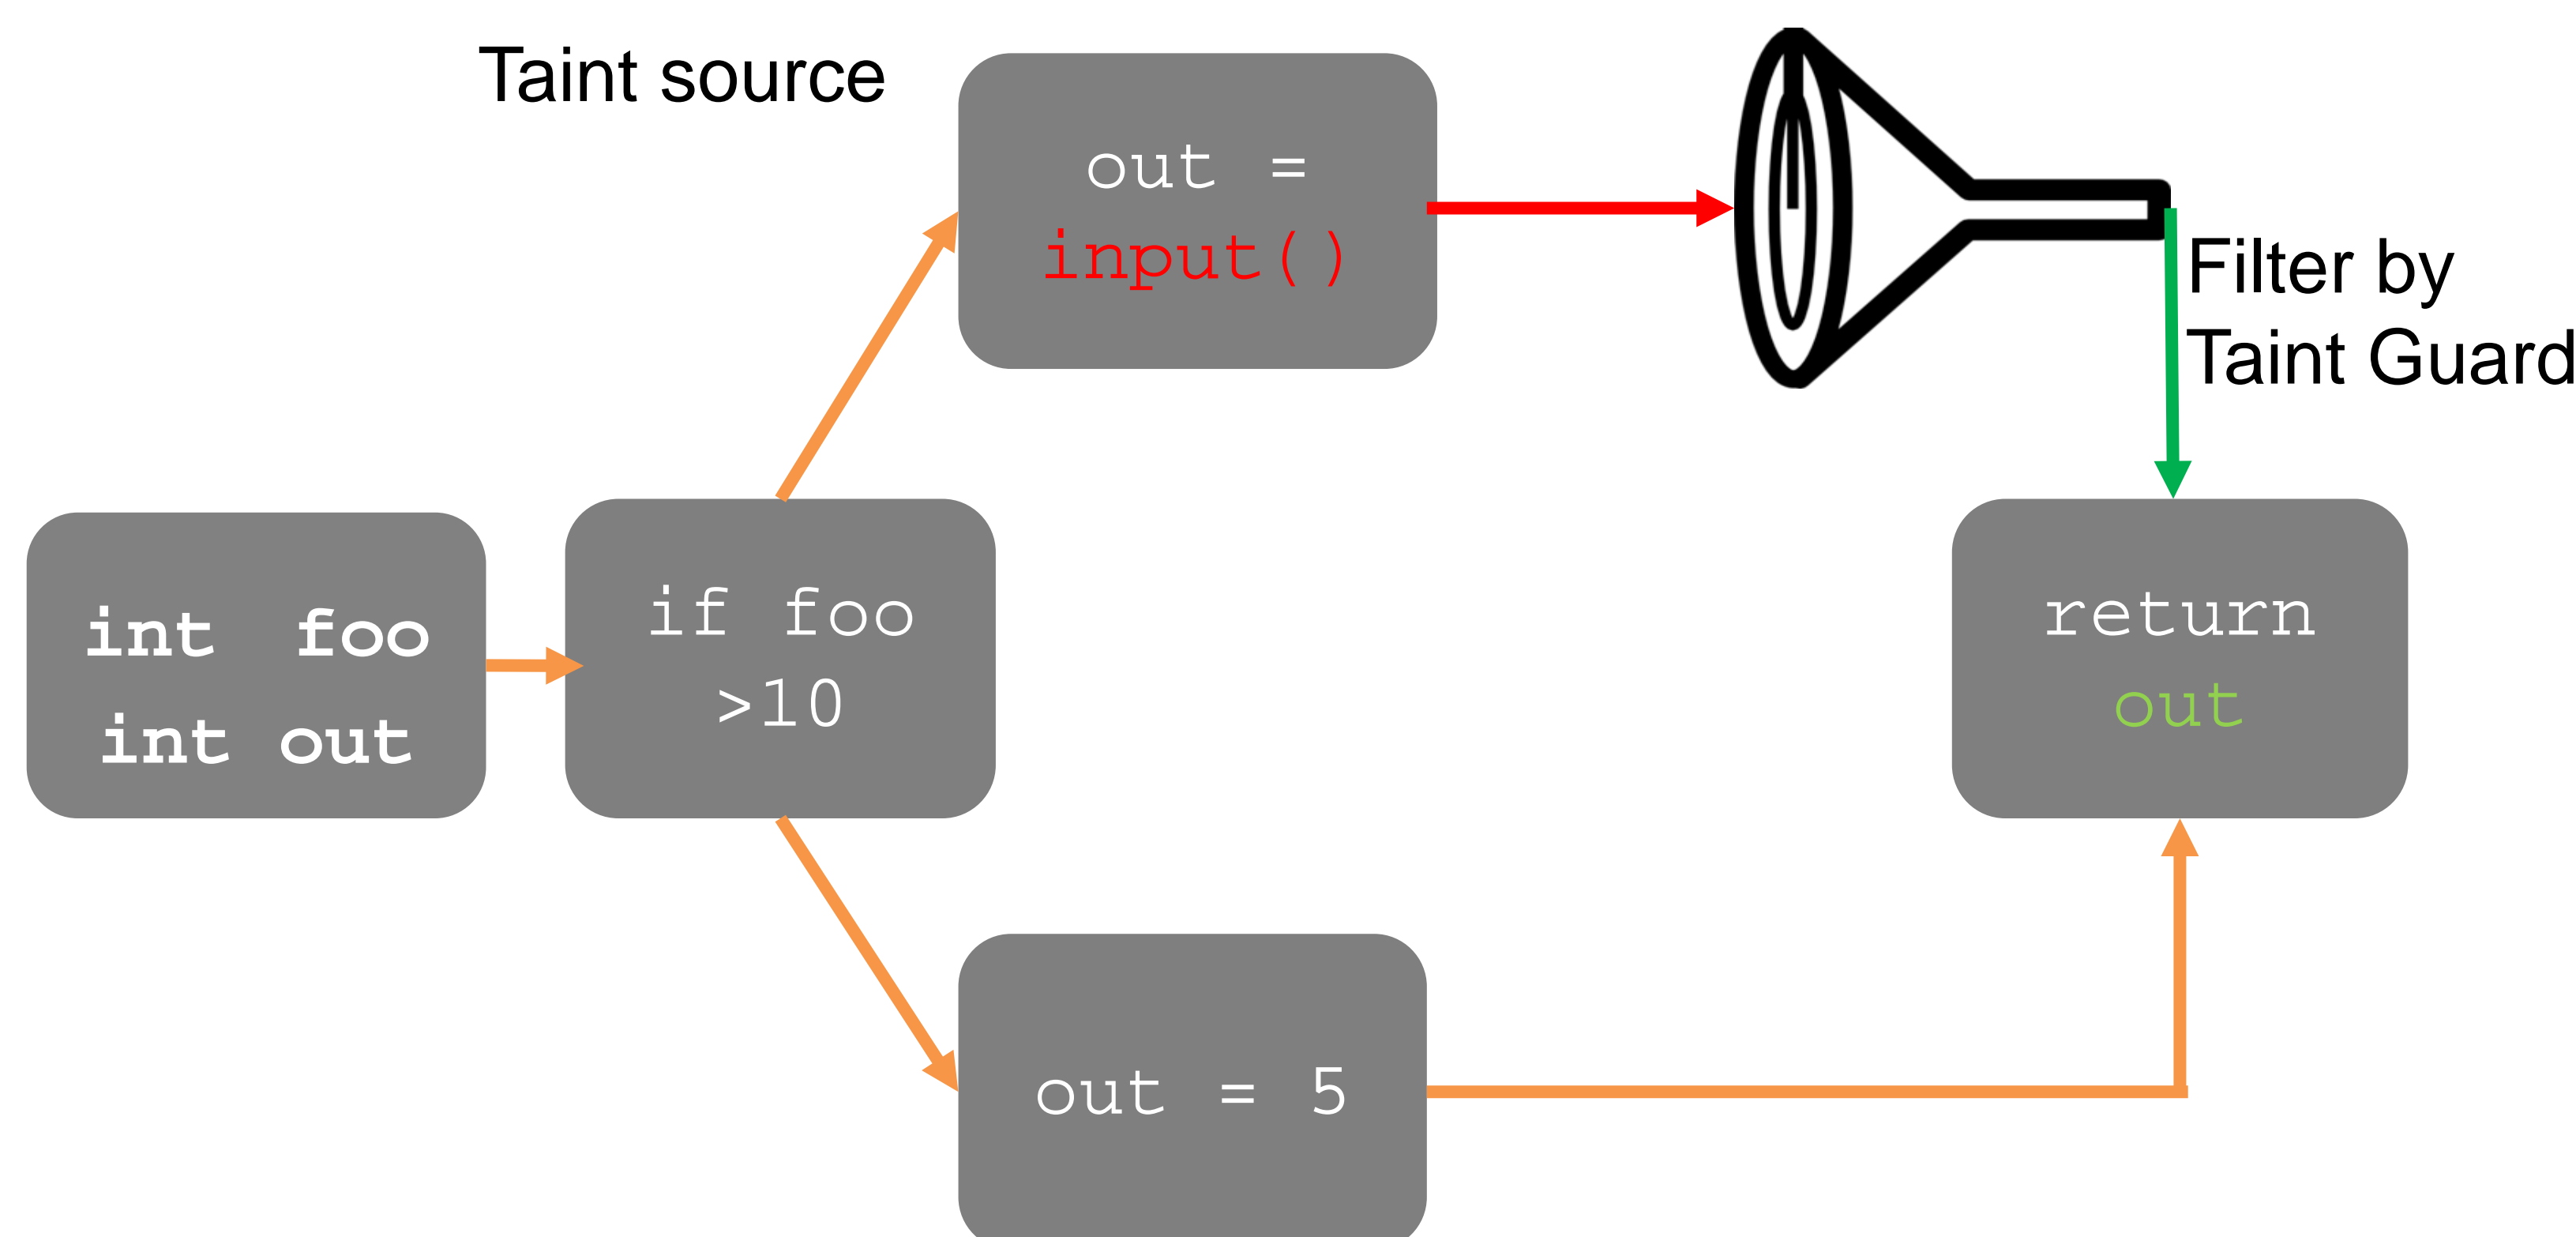 Taint source
out =
input()
Filter by
Taint Guard
int  foo
int out
if foo
>10
return
out
out = 5